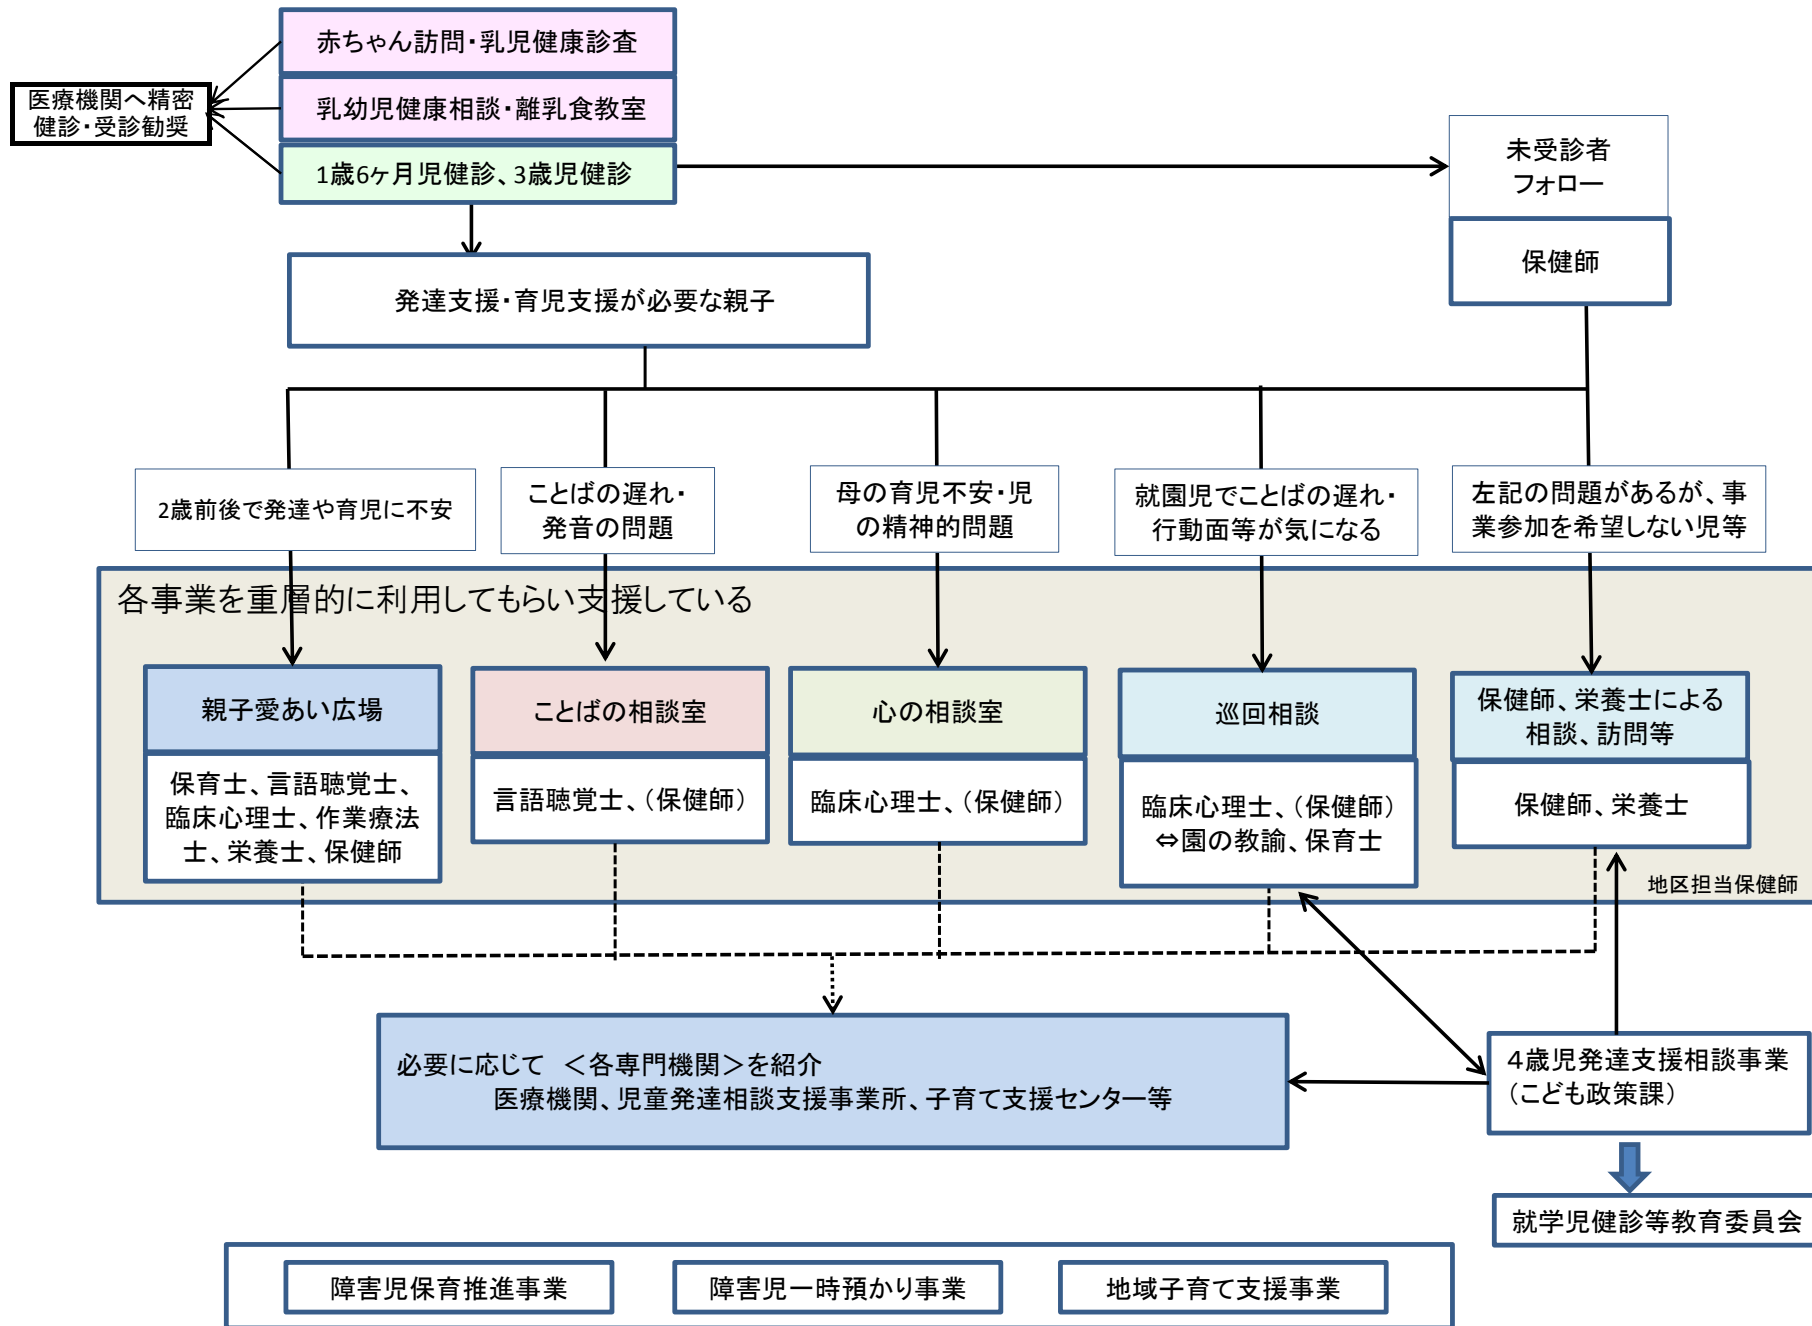 赤ちゃん訪問・乳児健康診査
医療機関へ精密
健診・受診勧奨
乳幼児健康相談・離乳食教室
1歳6ヶ月児健診、3歳児健診
未受診者
フォロー
保健師
発達支援・育児支援が必要な親子
2歳前後で発達や育児に不安
ことばの遅れ・
発音の問題
母の育児不安・児
の精神的問題
就園児でことばの遅れ・
行動面等が気になる
左記の問題があるが、事
業参加を希望しない児等
各事業を重層的に利用してもらい支援している
親子愛あい広場
保育士、言語聴覚士、
臨床心理士、作業療法
士、栄養士、保健師
ことばの相談室
言語聴覚士、（保健師）
心の相談室
臨床心理士、（保健師）
巡回相談
臨床心理士、（保健師）
⇔園の教諭、保育士
保健師、栄養士による
相談、訪問等
保健師、栄養士
地区担当保健師
必要に応じて　＜各専門機関＞を紹介
医療機関、児童発達相談支援事業所、子育て支援センター等
４歳児発達支援相談事業
（こども政策課）
就学児健診等教育委員会
障害児保育推進事業
障害児一時預かり事業
地域子育て支援事業